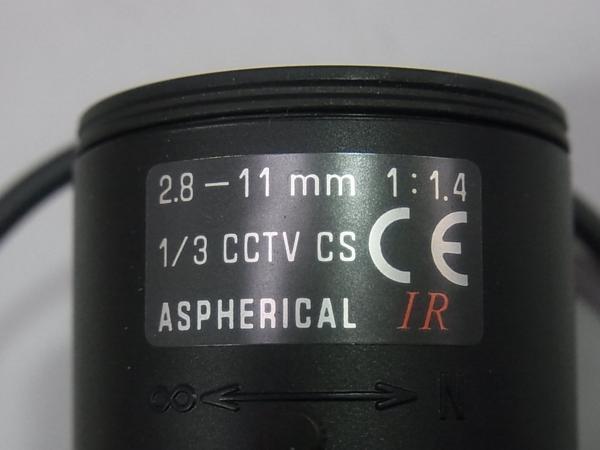 2.8 – 11 mm 1:1.4
1/3 CCTV CS CE
ASPHERICAL IR
∞ ↔ N